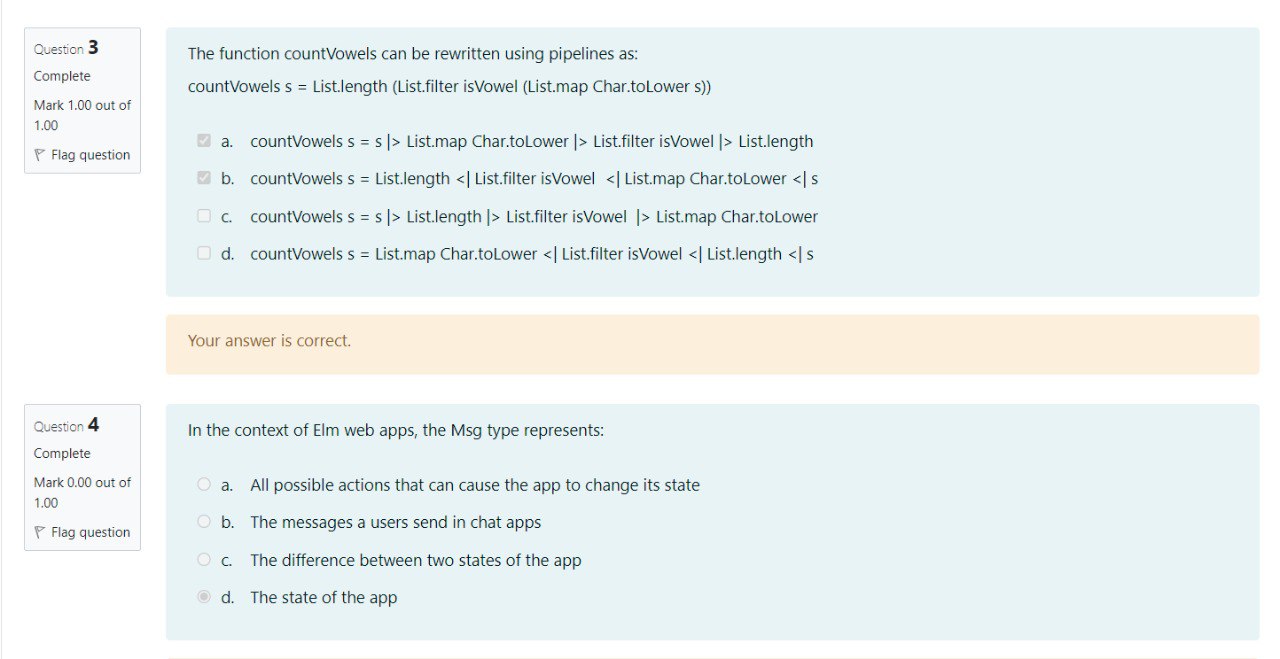 Question 3
Complete
Mark 1.00 out of
1.00
Flag question
The function countVowels can be rewritten using pipelines as:
countVowels s = List.length (List.filter isVowel (List.map Char.toLower s))
a. countVowels s = s |> List.map Char.toLower |> List.filter isVowel |> List.length
b. countVowels s = List.length <| List.filter isVowel <| List.map Char.toLower <| s
c. countVowels s = s |> List.length |> List.filter isVowel |> List.map Char.toLower
d. countVowels s = List.map Char.toLower <| List.filter isVowel <| List.length <| s
Your answer is correct.
Question 4
Complete
Mark 0.00 out of
1.00
Flag question
In the context of Elm web apps, the Msg type represents:
a. All possible actions that can cause the app to change its state
b. The messages a users send in chat apps
c. The difference between two states of the app
d. The state of the app